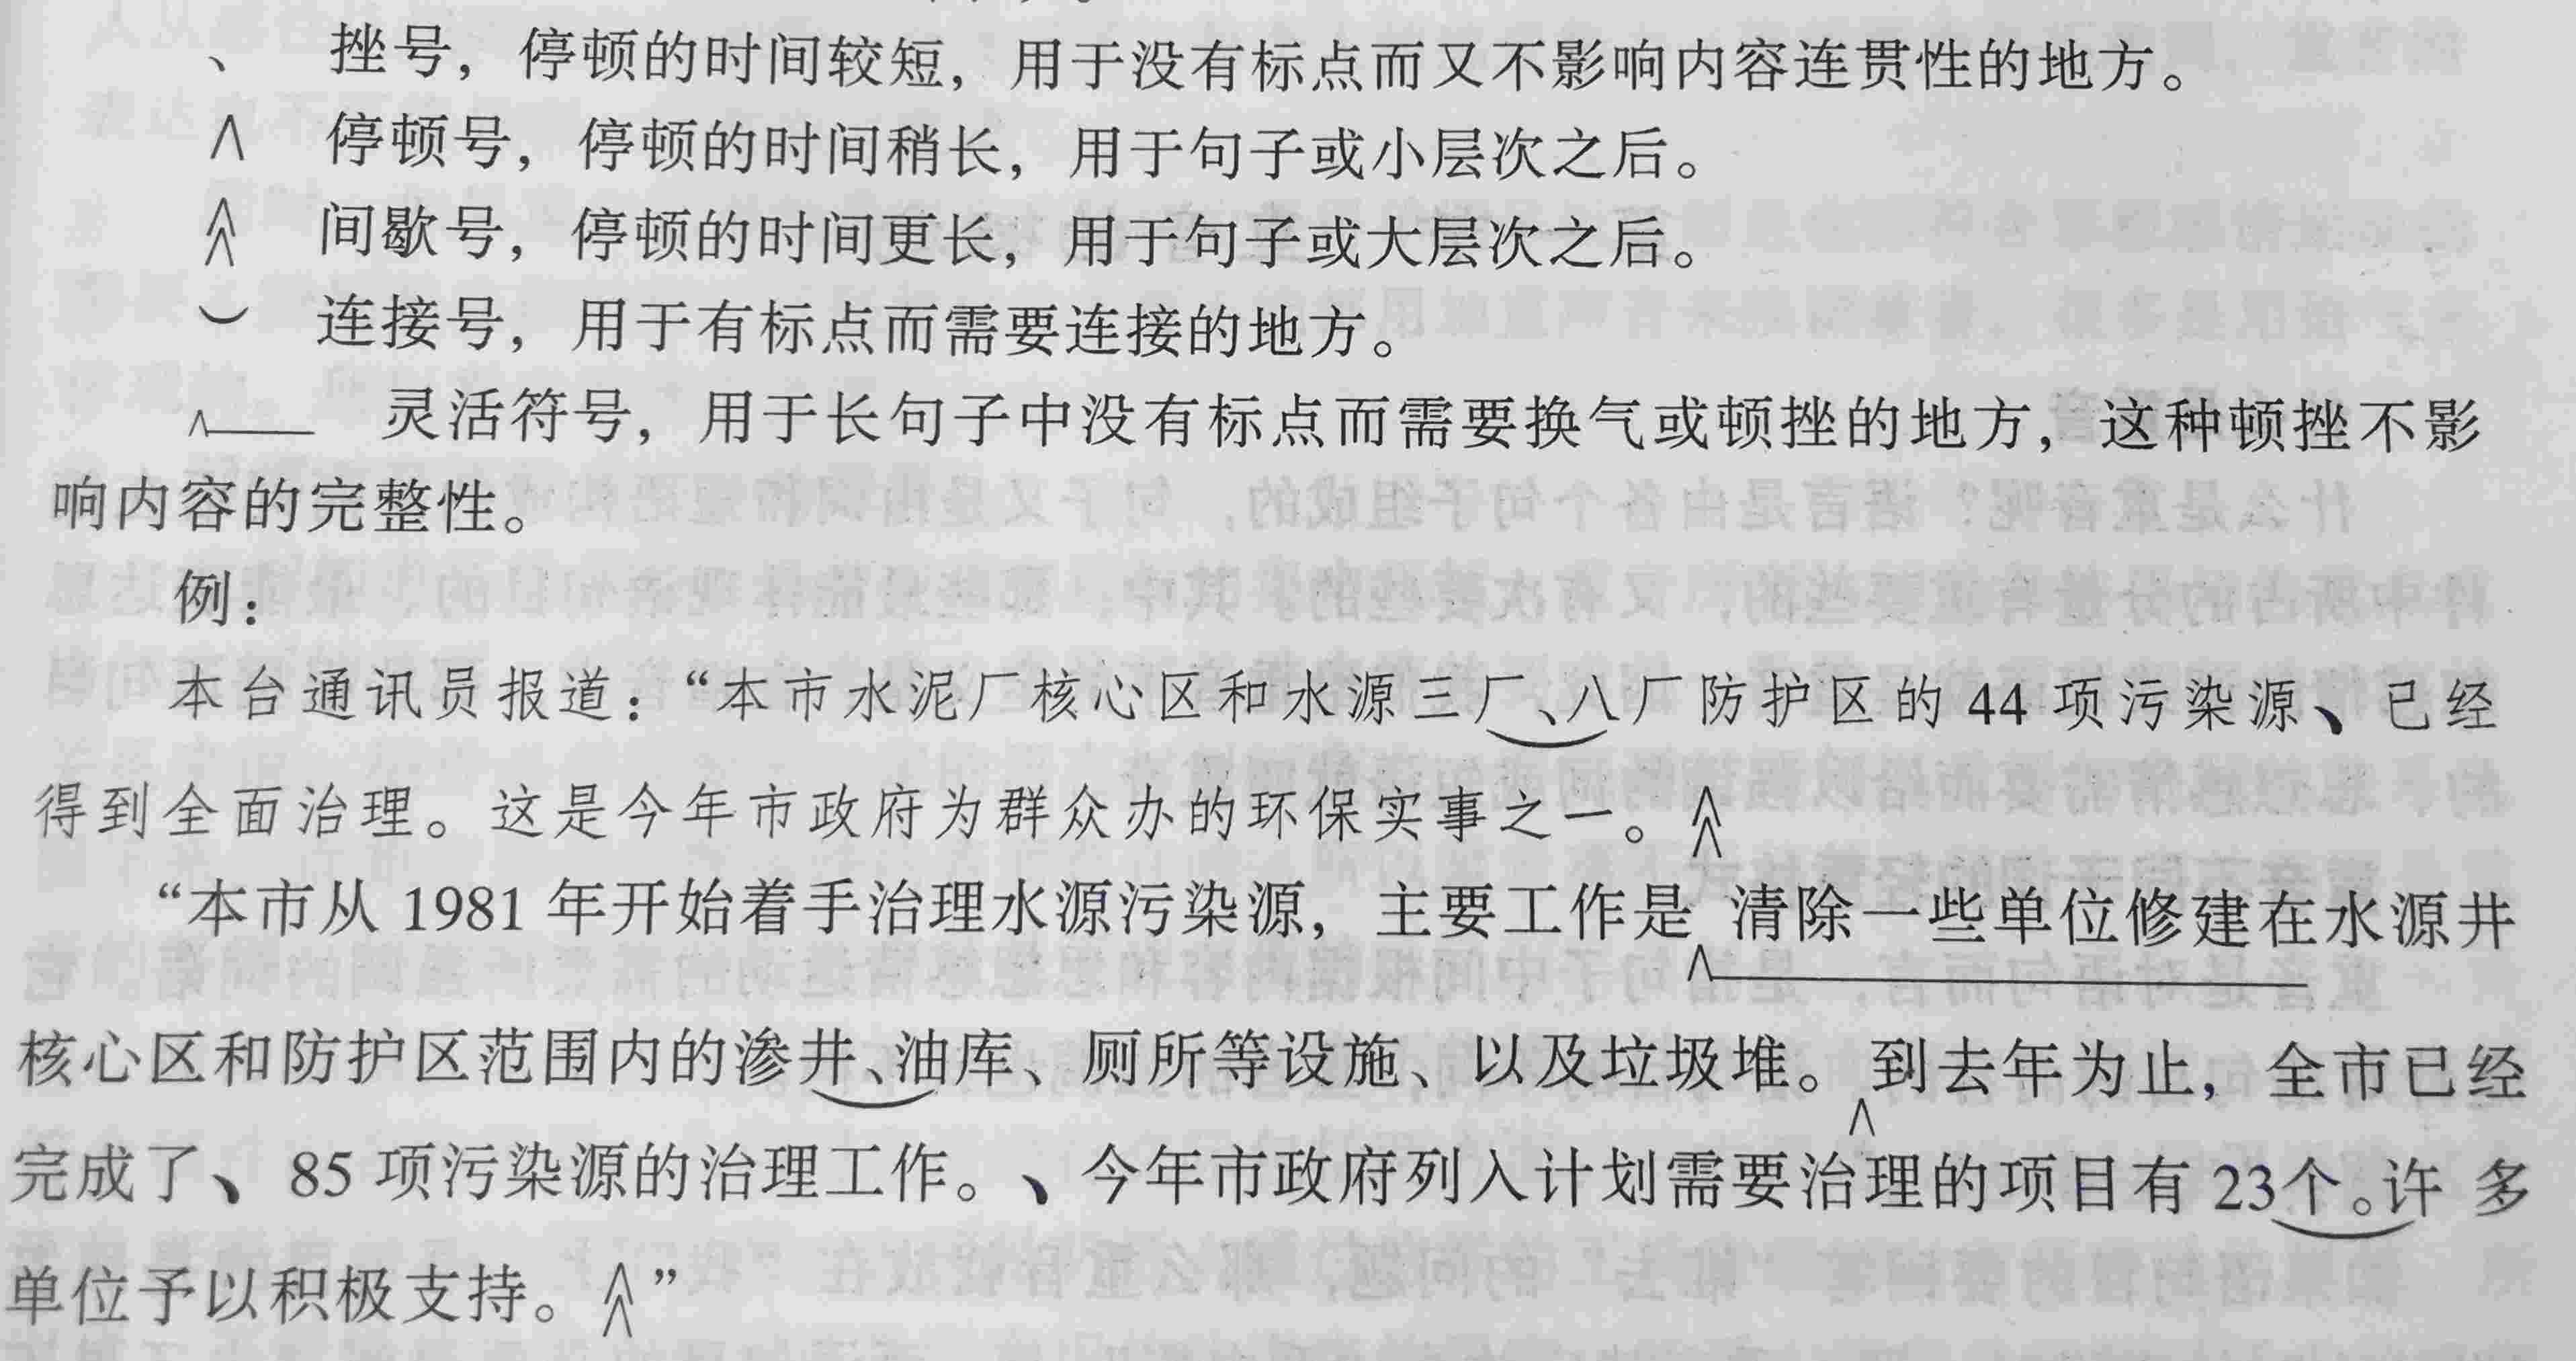 、 挫号，停顿的时间较短，用于没有标点而又不影响内容连贯性的地方。
∧ 停顿号，停顿的时间稍长，用于句子或小层次之后。
⩓ 间歇号，停顿的时间更长，用于句子或大层次之后。
⌣ 连接号，用于有标点而需要连接的地方。
∧__ 灵活符号，用于长句子中没有标点而需要换气或顿挫的地方，这种顿挫不影
响内容的完整性。
例：
本台通讯员报道：“本市水泥厂核心区和水源三厂、八厂防护区的 44 项污染源、已经
得到全面治理。这是今年市政府为群众办的环保实事之一。⩓
“本市从 1981 年开始着手治理水源污染源，主要工作是∧清除一些单位修建在水源井
核心区和防护区范围内的渗井、油库、厕所等设施、以及垃圾堆。∧到去年为止，全市已经
完成了、85 项污染源的治理工作。、今年市政府列入计划需要治理的项目有 23个。许多
单位予以积极支持。⩓”